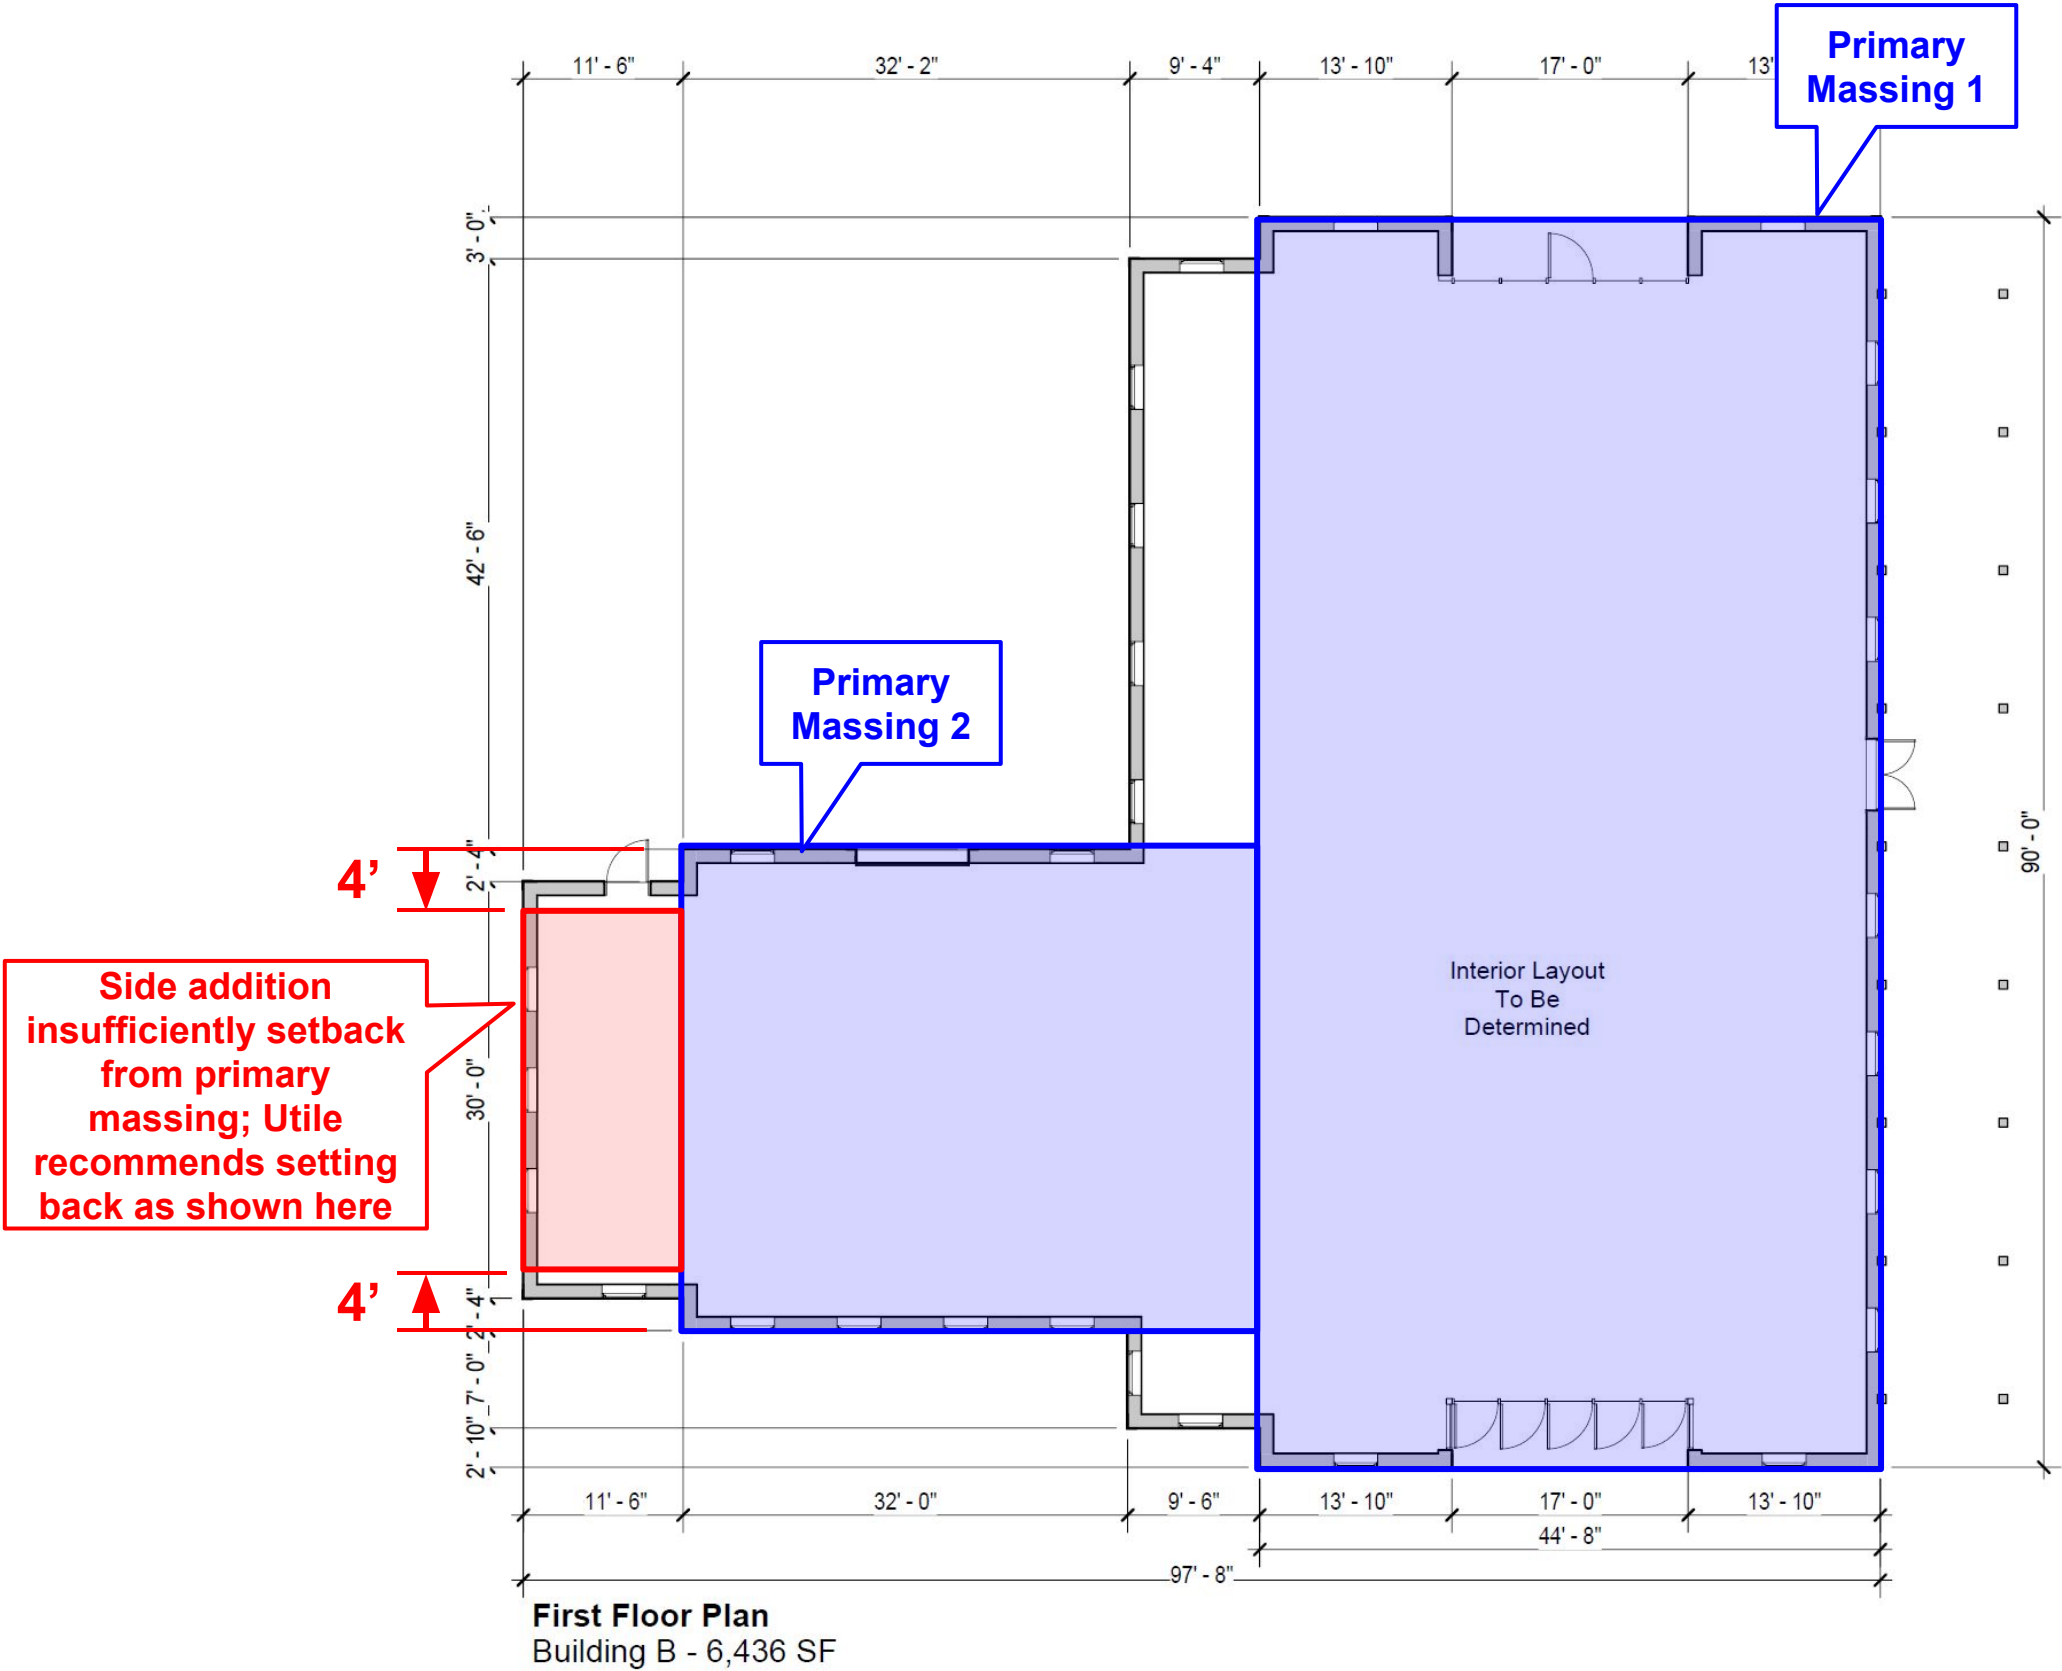 Primary
Massing 1
11' - 6"
32' - 2"
9' - 4"
13' - 10"
17' - 0"
13'
3' - 0"
42' - 6"
Primary
Massing 2
2' - 4"
4’
90' - 0"
Side addition
insufficiently setback
from primary
massing; Utile
recommends setting
back as shown here
Interior Layout
To Be
Determined
30' - 0"
4’
2' - 4"
7' - 0"
2' - 10"
11' - 6"
32' - 0"
9' - 6"
13' - 10"
17' - 0"
13' - 10"
44' - 8"
97' - 8"
First Floor Plan
Building B - 6,436 SF